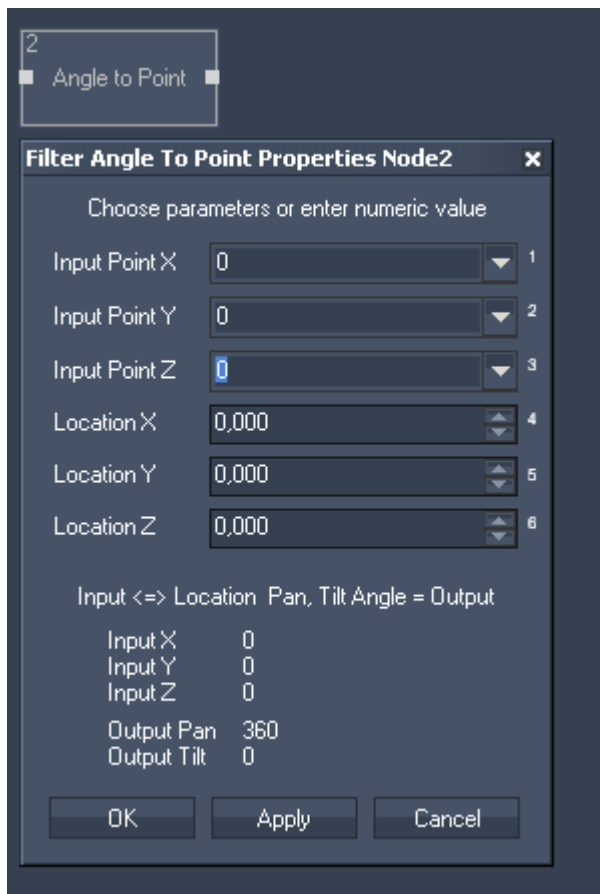 2
Angle to Point
Filter Angle To Point Properties Node2
Choose parameters or enter numeric value
Input Point X 0 1
Input Point Y 0 2
Input Point Z 0 3
Location X 0,000 4
Location Y 0,000 5
Location Z 0,000 6
Input <=> Location Pan, Tilt Angle = Output
Input X 0
Input Y 0
Input Z 0
Output Pan 360
Output Tilt 0
OK Apply Cancel